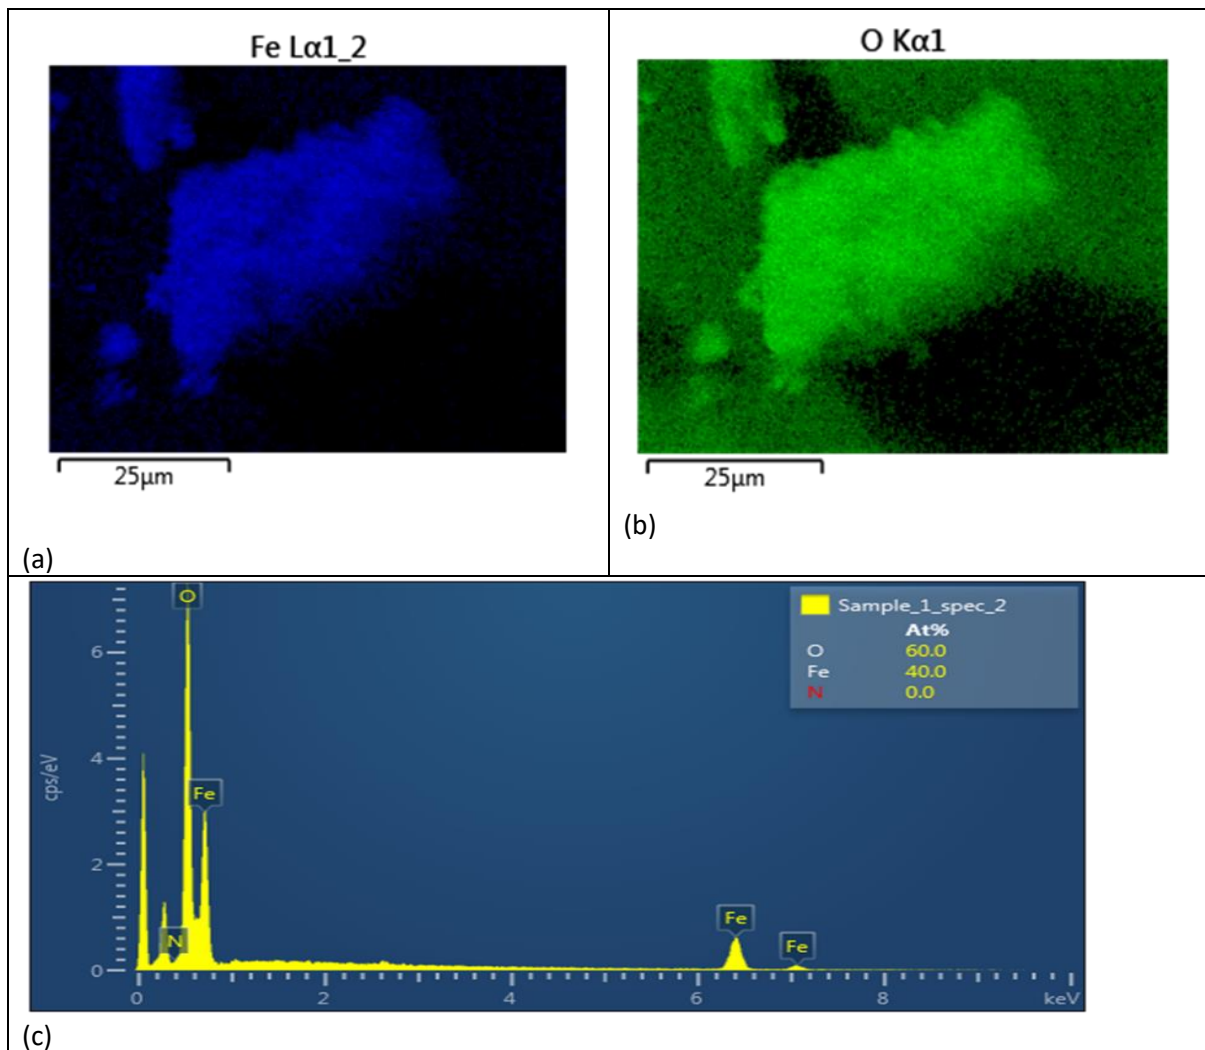 Fe Lα1_2
25µm
(a)
O Kα1
25µm
(b)
Sample_1_spec_2
At%
O 60.0
Fe 40.0
N 0.0
cps/eV
6
4
2
0
O
Fe
N
Fe
Fe
0 2 4 6 8 keV
(c)